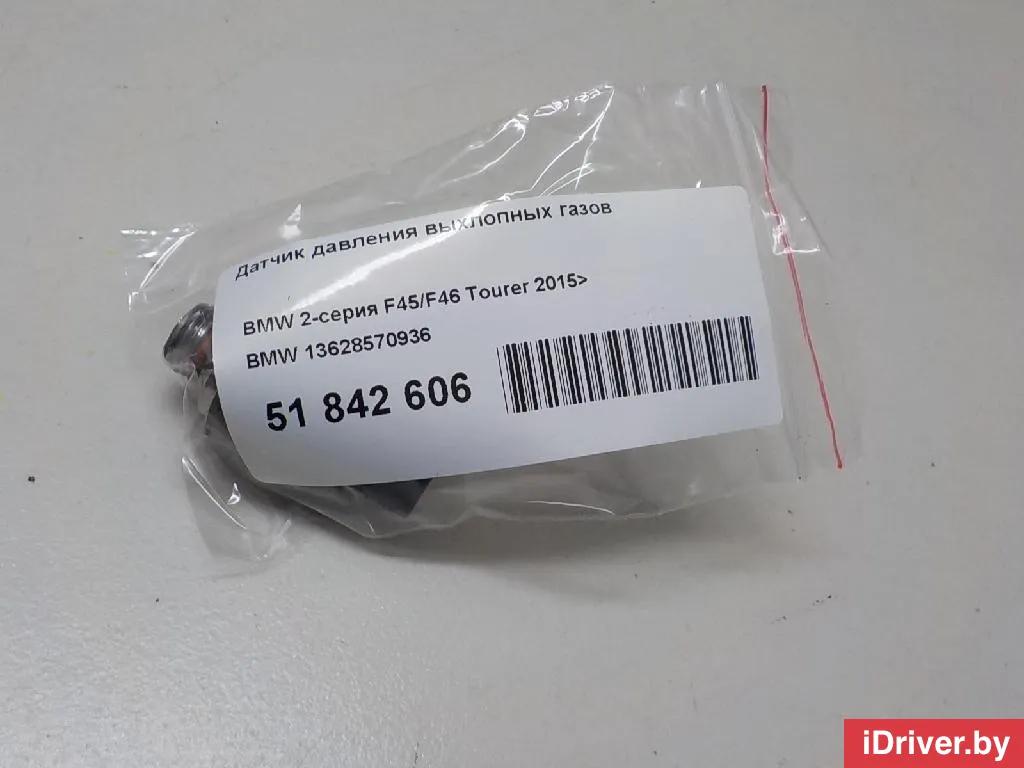 Датчик давления выхлопных газов
BMW 2-серия F45/F46 Tourer 2015>
BMW 13628570936
51 842 606
iDriver.by